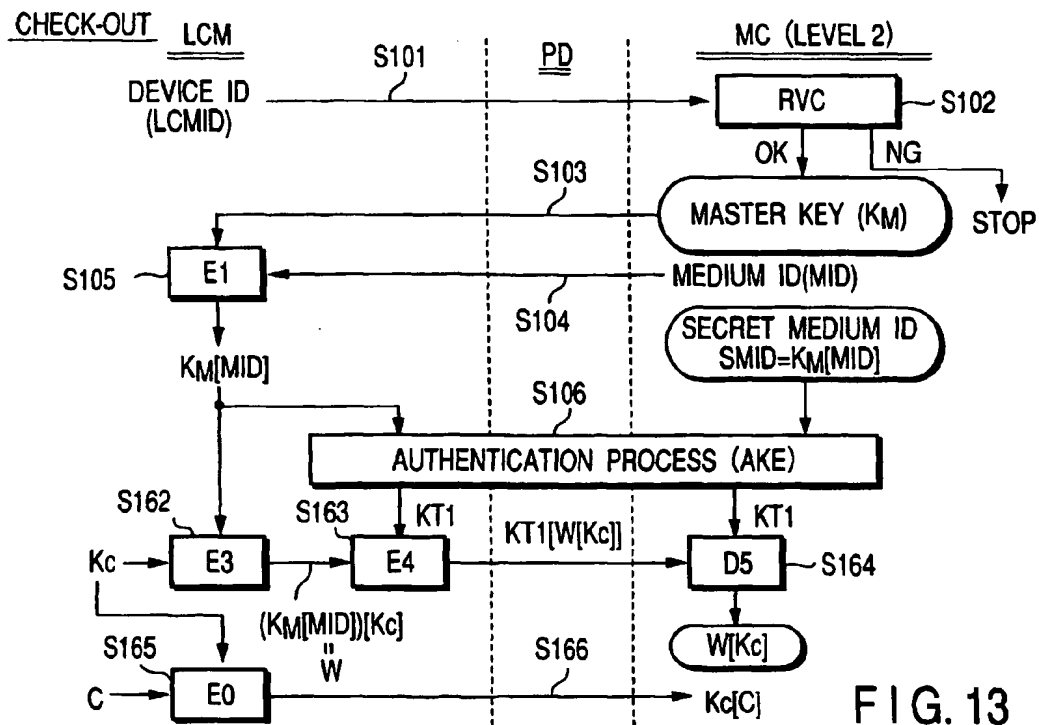 CHECK-OUT
LCM
PD
MC (LEVEL 2)
DEVICE ID
(LCMID)
S101
RVC
S102
OK
NG
STOP
S103
MASTER KEY (KM)
S105
E1
MEDIUM ID(MID)
S104
KM[MID]
SECRET MEDIUM ID
SMID=KM[MID]
S106
AUTHENTICATION PROCESS (AKE)
S162
S163
KT1
KT1[W[Kc]]
KT1
Kc
E3
E4
D5
S164
(KM[MID])[Kc]
=
W
W[Kc]
S165
S166
C
E0
Kc[C]
FIG. 13